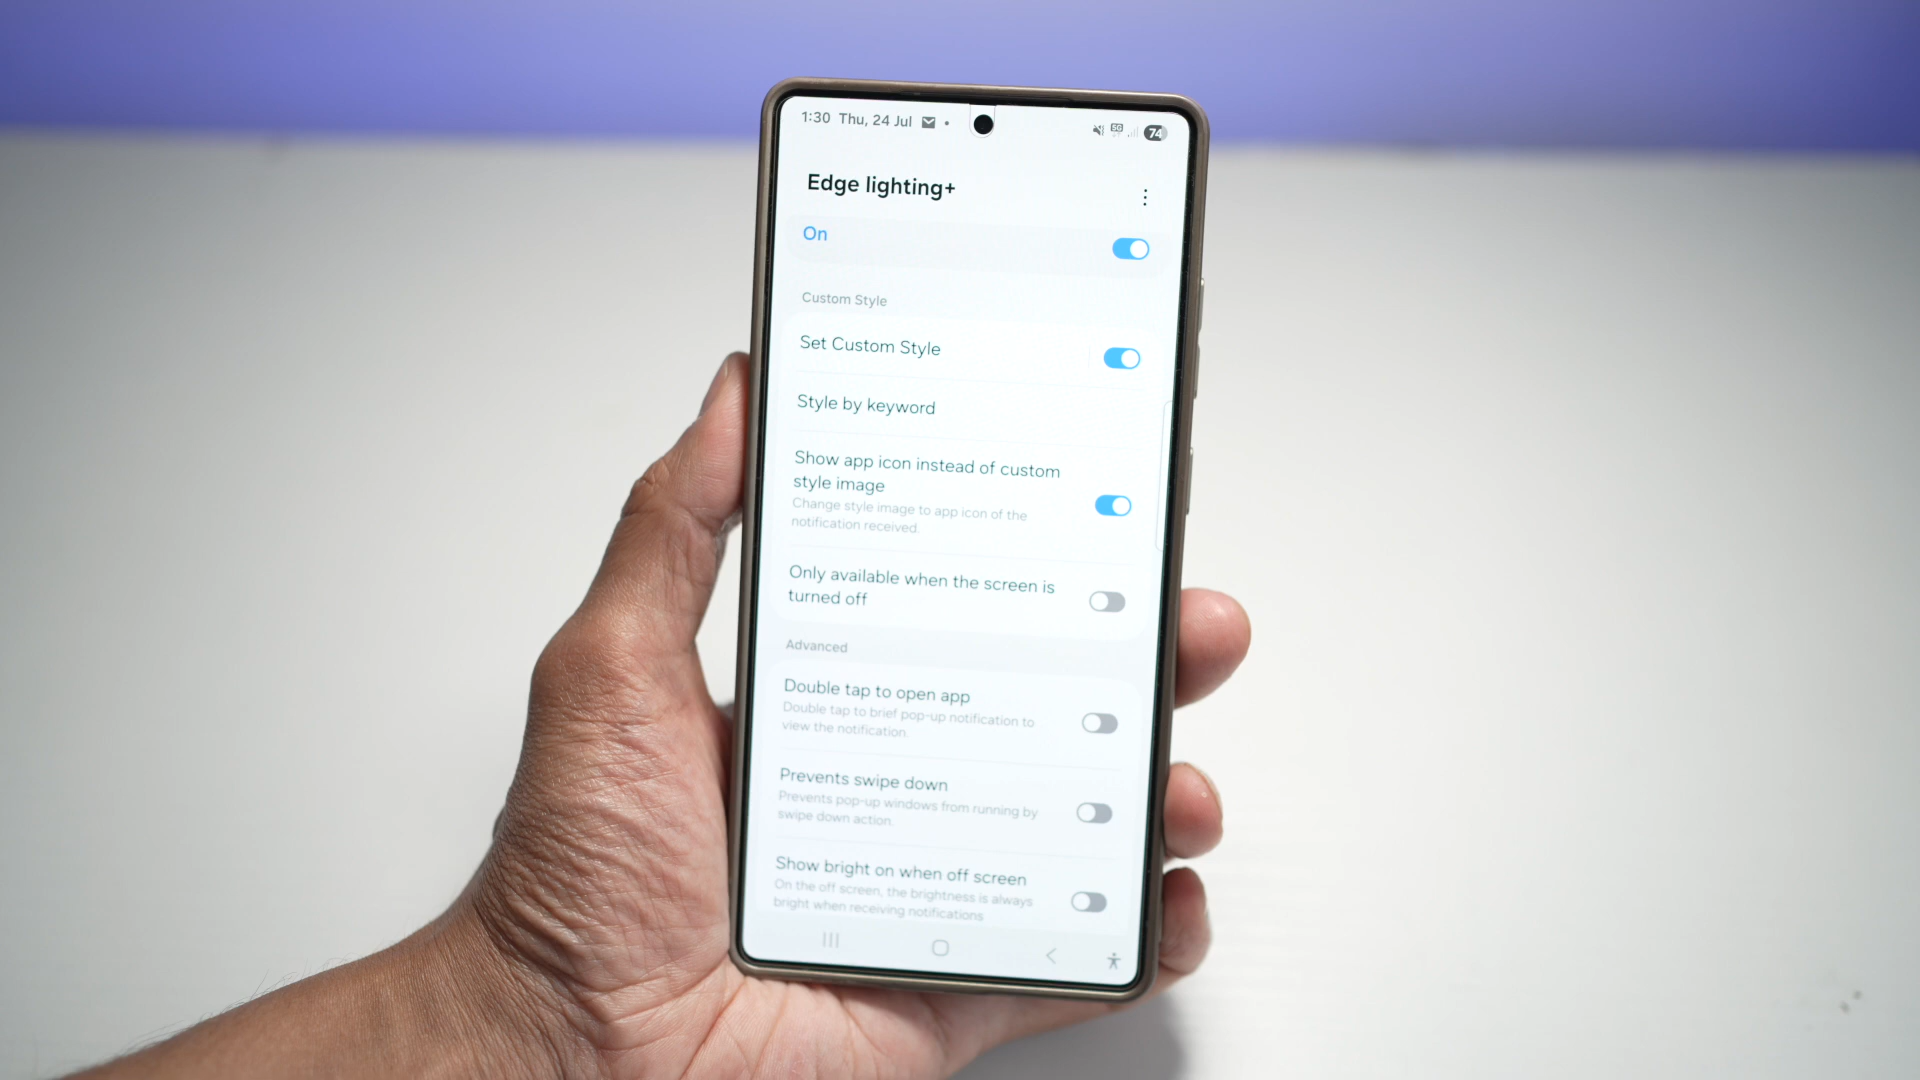 1:30 Thu, 24 Jul
5G
74
Edge lighting+
On
Custom Style
Set Custom Style
Style by keyword
Show app icon instead of custom
style image
Change style image to app icon of the
notification received.
Only available when the screen is
turned off
Advanced
Double tap to open app
Double tap to brief pop-up notification to
view the notification.
Prevents swipe down
Prevents pop-up windows from running by
swipe down action.
Show bright on when off screen
On the off screen, the brightness is always
bright when receiving notifications